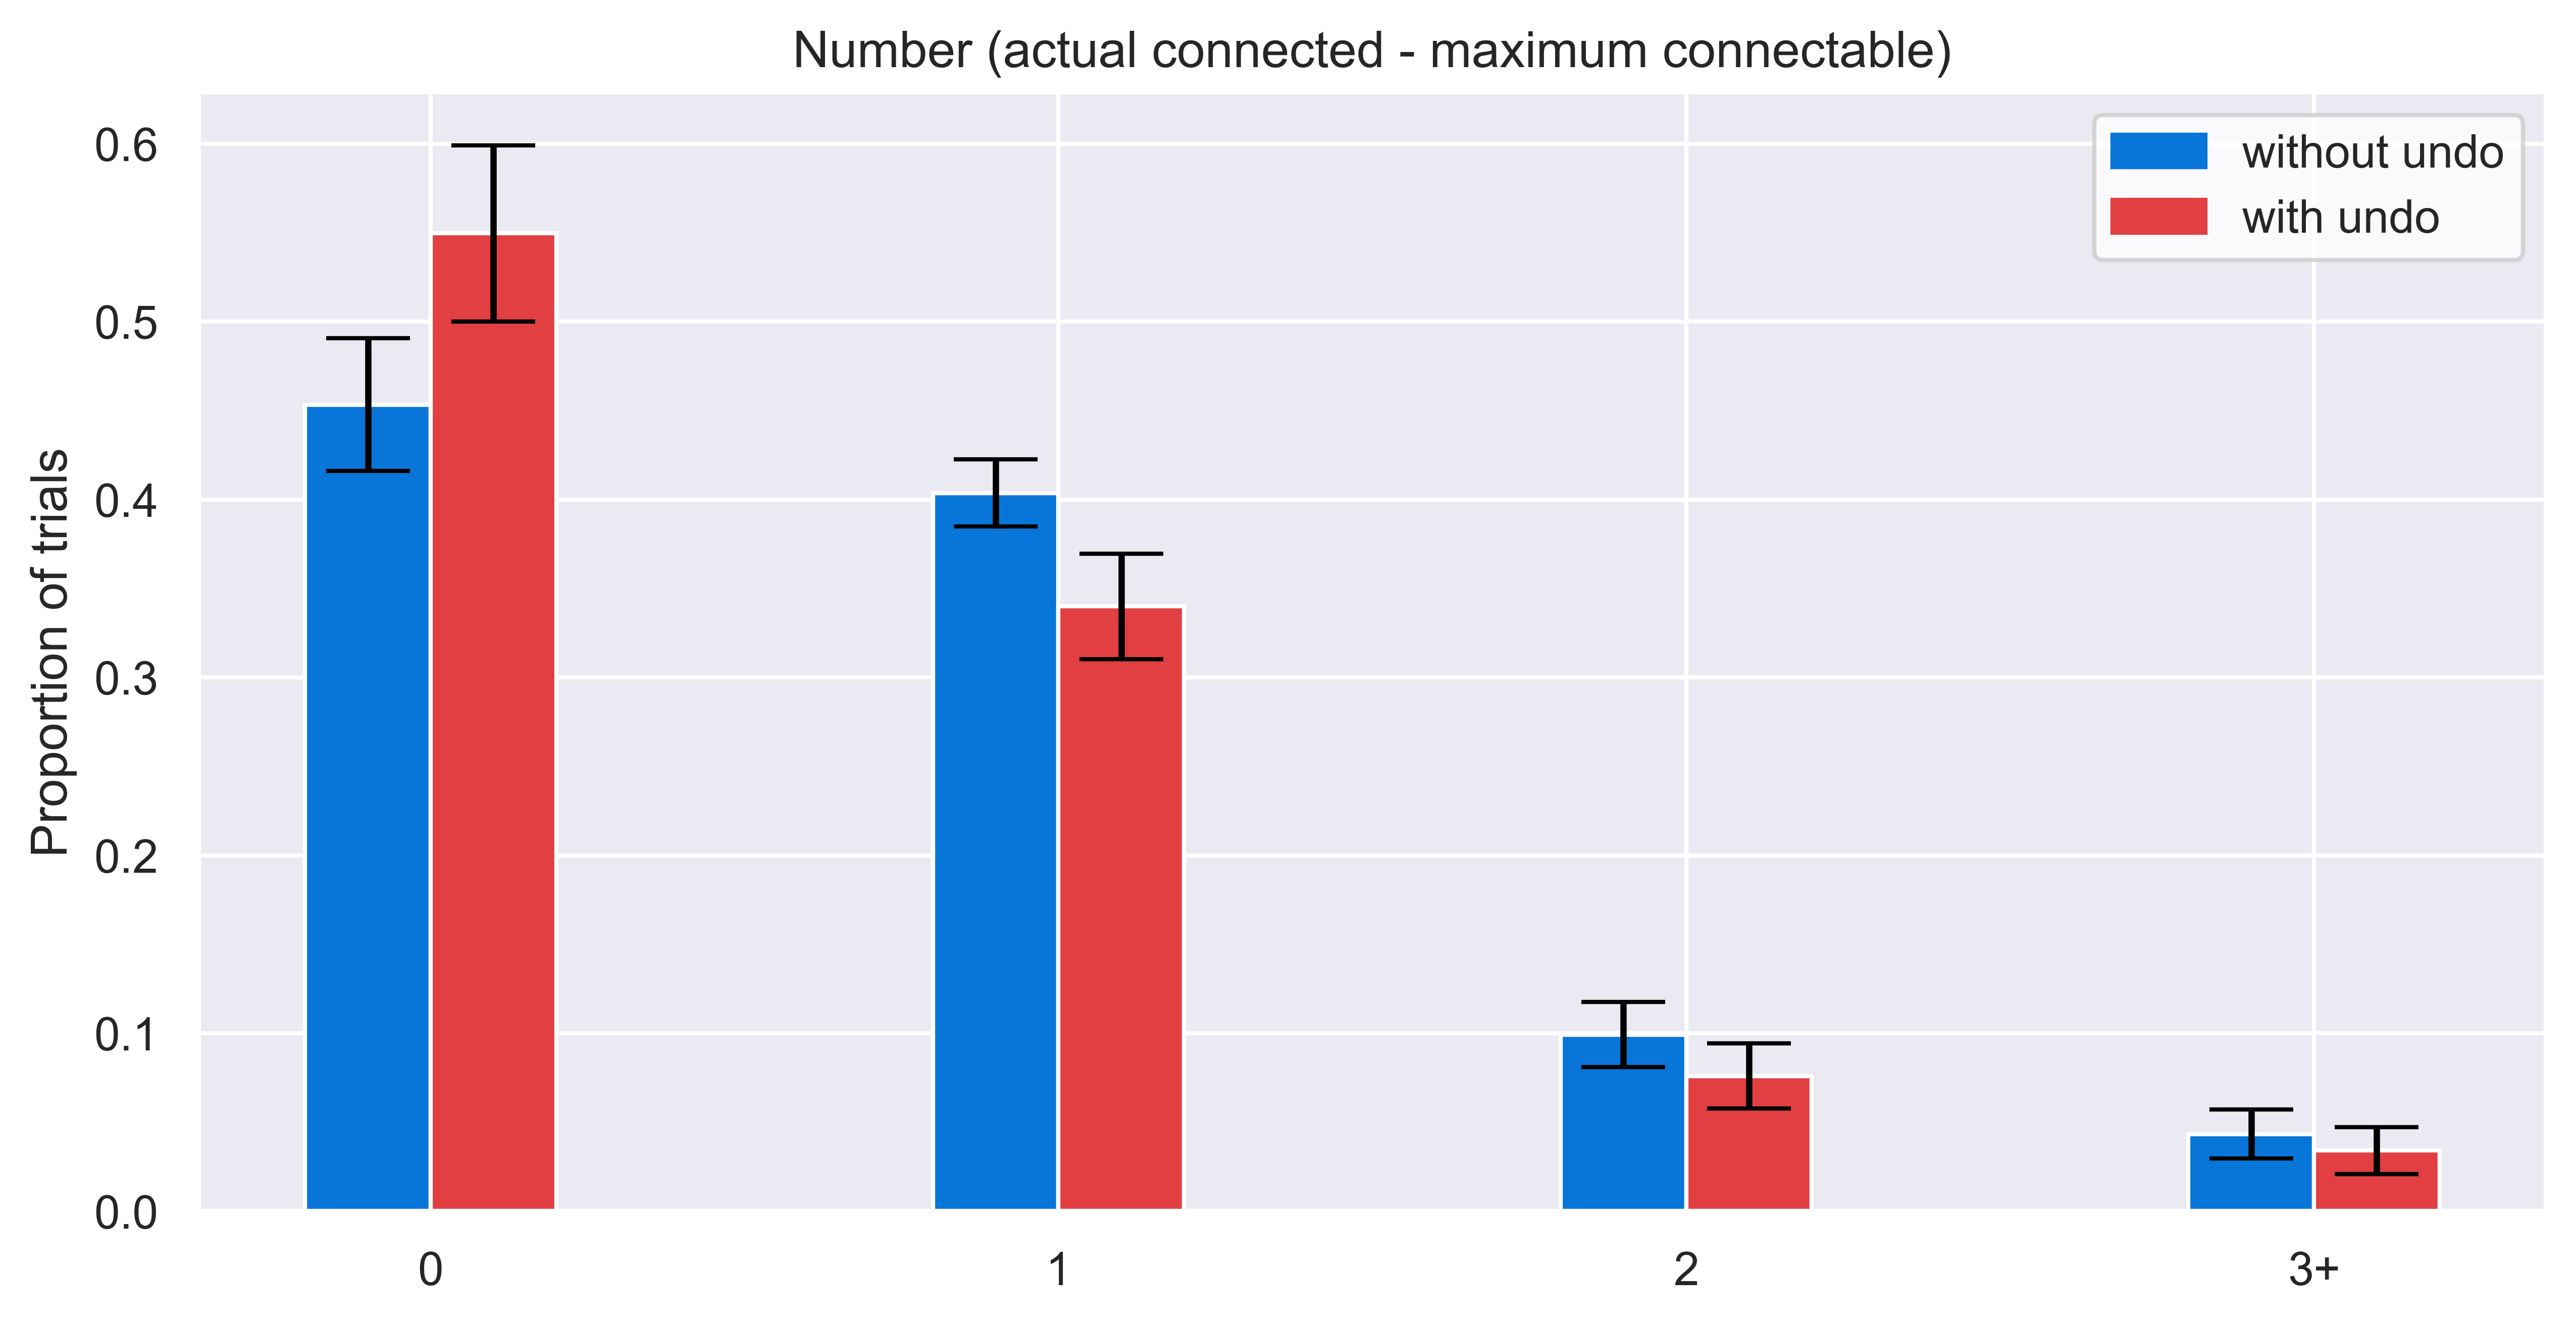 Number (actual connected - maximum connectable)
without undo
with undo
Proportion of trials
0.6
0.5
0.4
0.3
0.2
0.1
0.0
0 1 2 3+